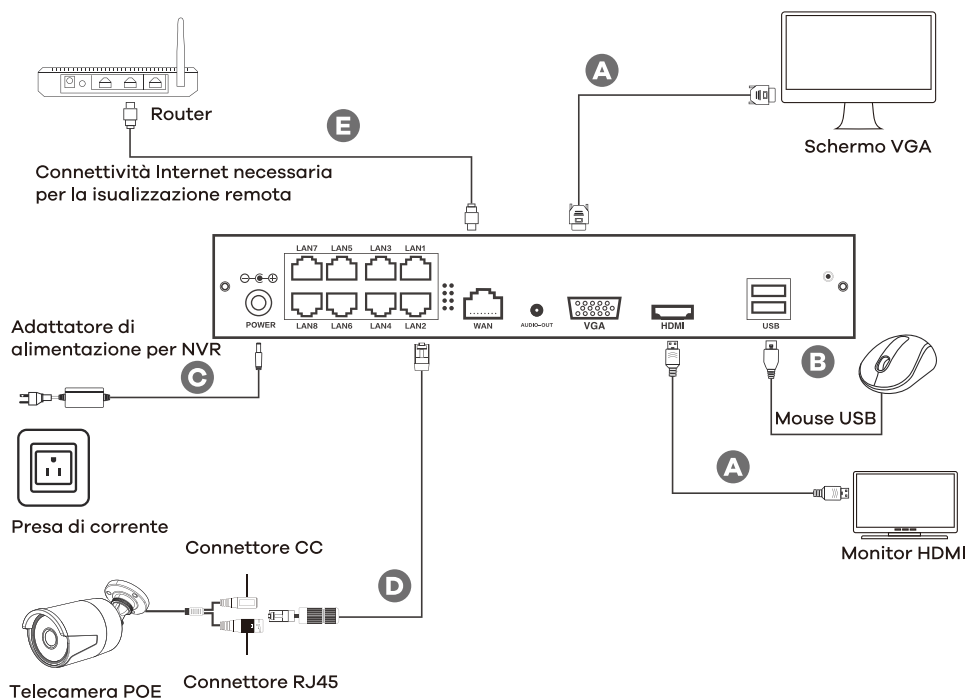 A
Router
E
Schermo VGA
Connettività Internet necessaria
per la isualizzazione remota
LAN7 LAN5 LAN3 LAN1
POWER LAN8 LAN6 LAN4 LAN2 WAN AUDIO-OUT VGA HDMI USB
Adattatore di
alimentazione per NVR
C
B
Mouse USB
A
Presa di corrente
Monitor HDMI
Connettore CC
D
Telecamera POE
Connettore RJ45